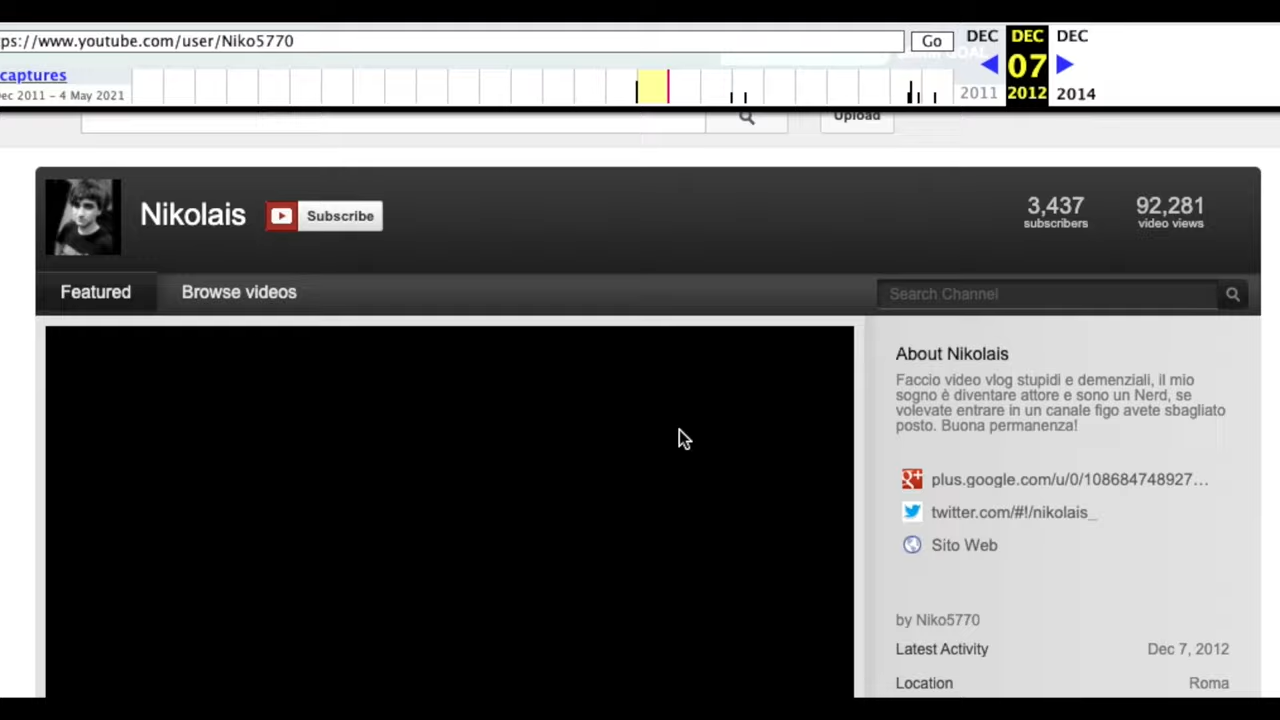 ps://www.youtube.com/user/Niko5770
Go
DEC DEC DEC
captures
07
ec 2011 – 4 May 2021
2011 2012 2014
Upload
Nikolais
Subscribe
3,437 92,281
subscribers video views
Featured Browse videos
Search Channel
About Nikolais
Faccio video vlog stupidi e demenziali, il mio
sogno è diventare attore e sono un Nerd, se
volevate entrare in un canale figo avete sbagliato
posto. Buona permanenza!
plus.google.com/u/0/108684748927...
twitter.com/#!/nikolais_
Sito Web
by Niko5770
Latest Activity Dec 7, 2012
Location Roma